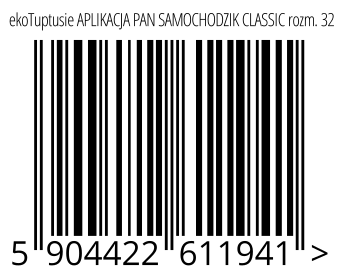 ekoTuptusie APLIKACJA PAN SAMOCHODZIK CLASSIC rozm. 32
5 904422 611941 >